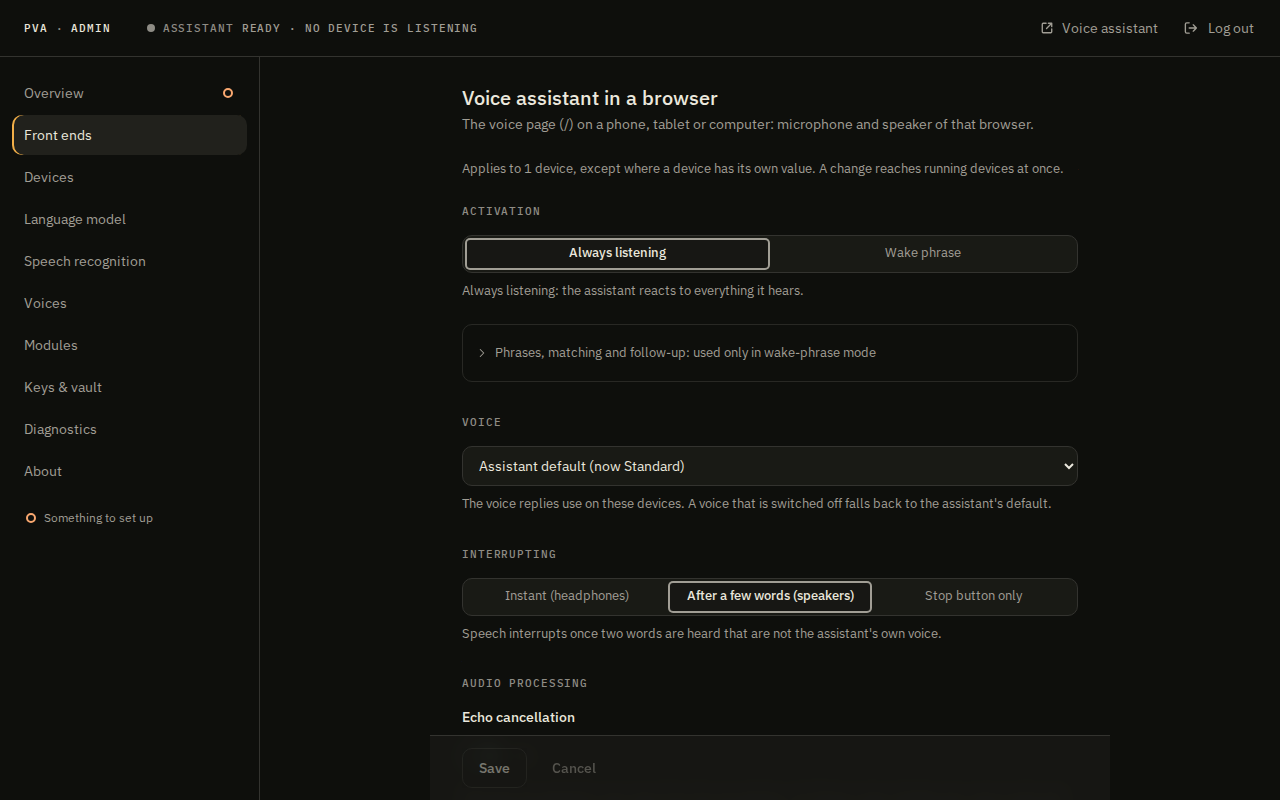 PVA · ADMIN
ASSISTANT READY · NO DEVICE IS LISTENING
Voice assistant
Log out
Overview
Front ends
Devices
Language model
Speech recognition
Voices
Modules
Keys & vault
Diagnostics
About
Something to set up
Voice assistant in a browser
The voice page (/) on a phone, tablet or computer: microphone and speaker of that browser.
Applies to 1 device, except where a device has its own value. A change reaches running devices at once.
ACTIVATION
Always listening
Wake phrase
Always listening: the assistant reacts to everything it hears.
Phrases, matching and follow-up: used only in wake-phrase mode
VOICE
Assistant default (now Standard)
The voice replies use on these devices. A voice that is switched off falls back to the assistant's default.
INTERRUPTING
Instant (headphones)
After a few words (speakers)
Stop button only
Speech interrupts once two words are heard that are not the assistant's own voice.
AUDIO PROCESSING
Echo cancellation
Save
Cancel